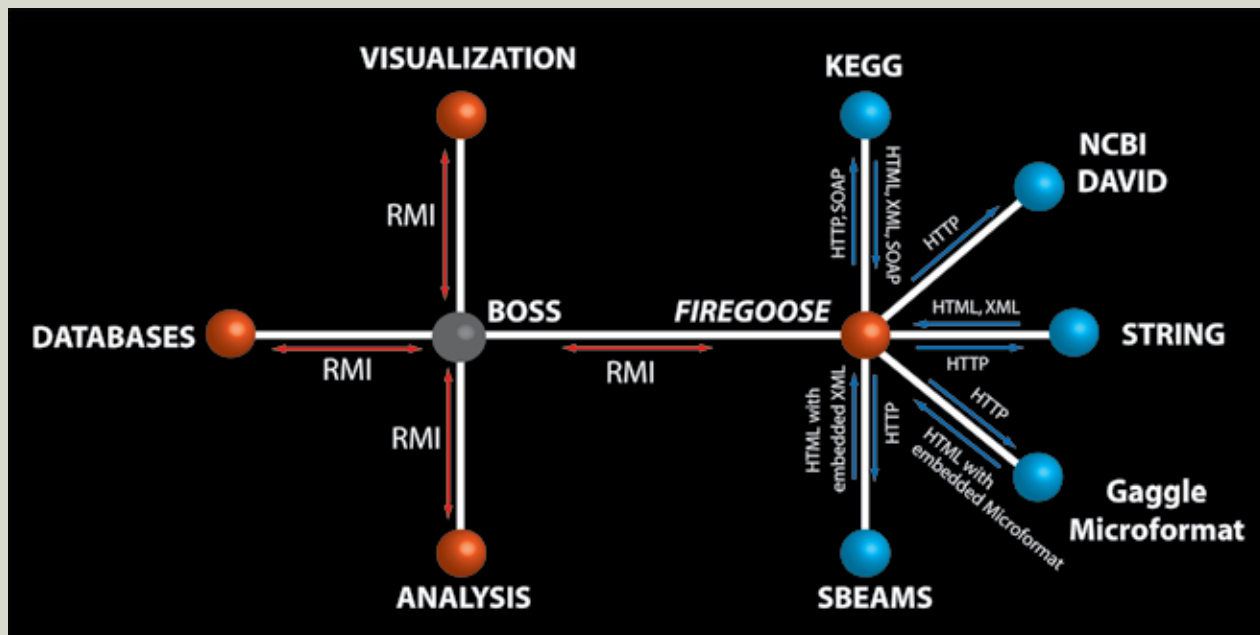 VISUALIZATION
KEGG
NCBI
DAVID
RMI
HTTP, SOAP
HTML, XML, SOAP
HTTP
DATABASES
BOSS
FIREGOOSE
HTML, XML
STRING
RMI
RMI
HTTP
RMI
HTML with
embedded XML
HTTP
HTTP
HTML with
embedded Microformat
Gaggle
Microformat
ANALYSIS
SBEAMS